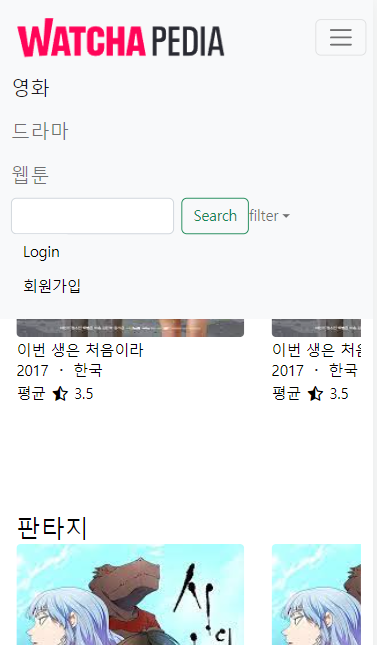 WATCHA PEDIA
영화
드라마
웹툰
Search filter
Login
회원가입
이번 생은 처음이라 이번 생은 처음
2017 · 한국 2017 · 한국
평균 3.5 평균 3.5
판타지